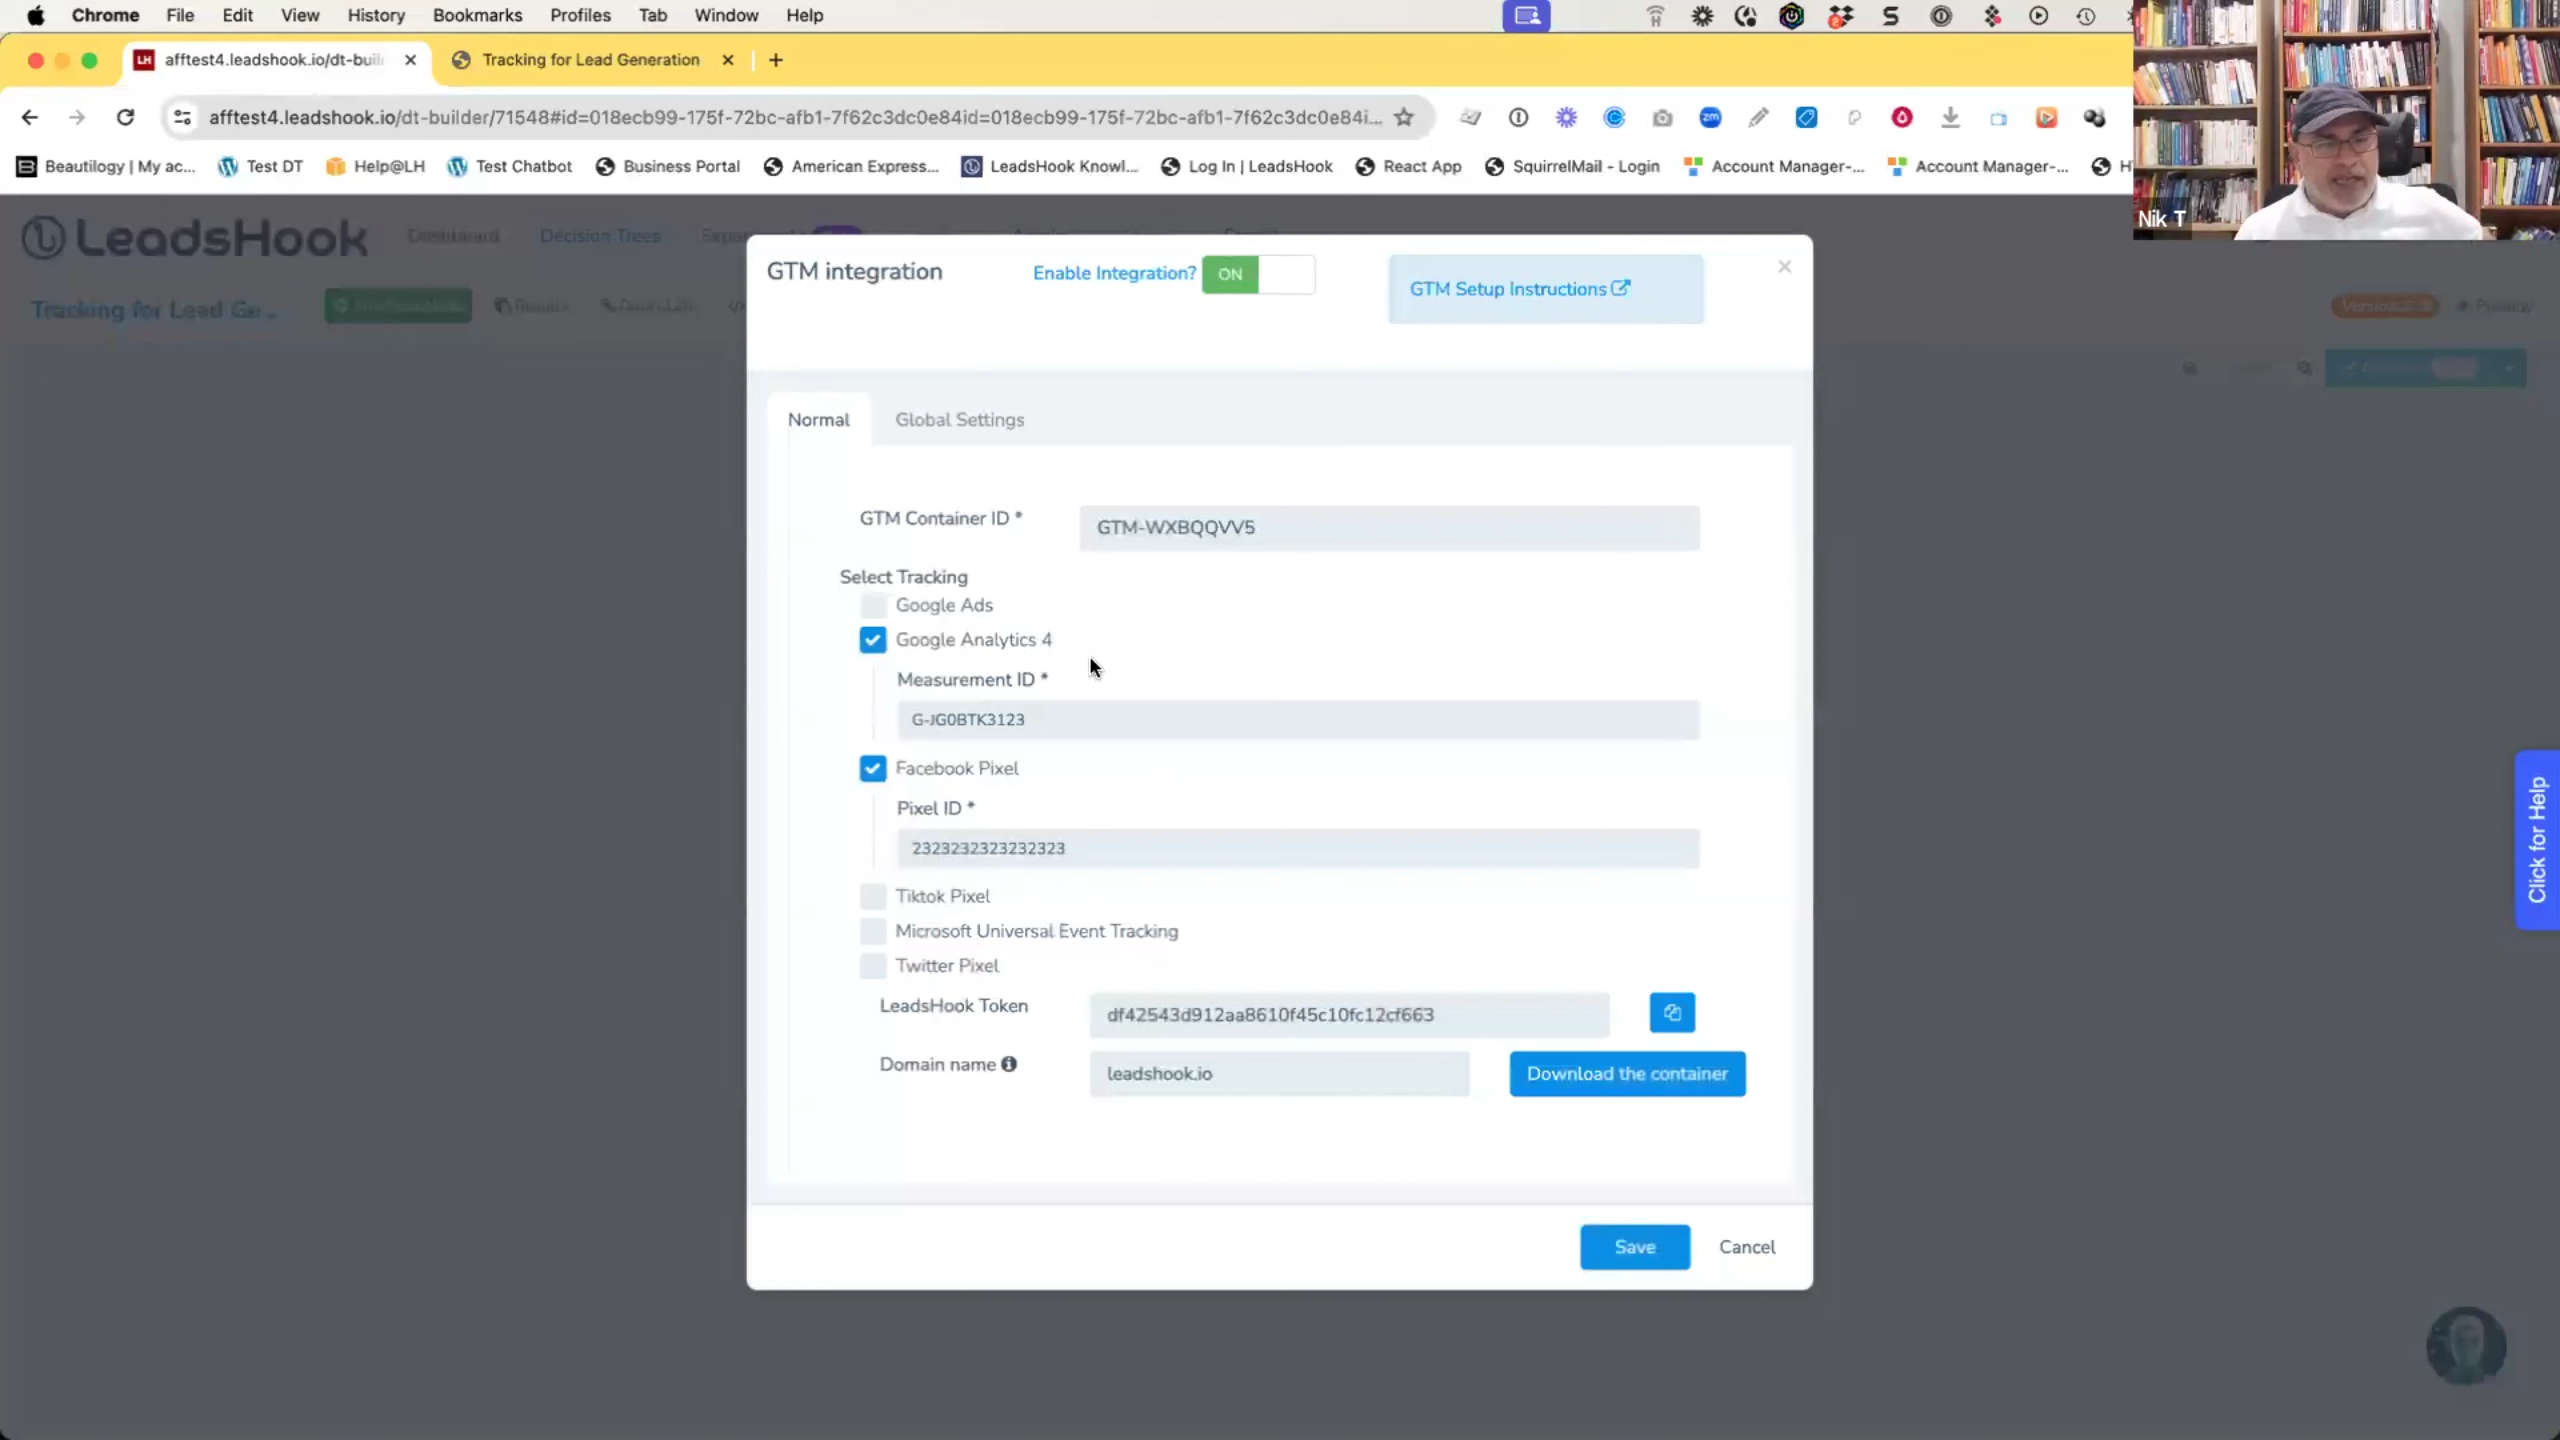 Chrome File Edit View History Bookmarks Profiles Tab Window Help
LH afftest4.leadshook.io/dt-buil
Tracking for Lead Generation
afftest4.leadshook.io/dt-builder/71548#id=018ecb99-175f-72bc-afb1-7f62c3dc0e84id=018ecb99-175f-72bc-afb1-7f62c3dc0e84i...
zm
Beautilogy | My ac... Test DT Help@LH Test Chatbot Business Portal American Express... LeadsHook Knowl... Log In | LeadsHook React App SquirrelMail - Login Account Manager-... Account Manager-...
Nik T
LeadsHook Dashboard Decision Trees
Tracking for Lead Ge ... Results Preview
GTM integration
Enable Integration? ON
GTM Setup Instructions
×
Normal Global Settings
GTM Container ID * GTM-WXBQQVV5
Select Tracking
Google Ads
Google Analytics 4
Measurement ID *
G-JG0BTK3123
Facebook Pixel
Pixel ID *
2323232323232323
Tiktok Pixel
Microsoft Universal Event Tracking
Twitter Pixel
LeadsHook Token df42543d912aa8610f45c10fc12cf663
Domain name leadshook.io Download the container
Save Cancel
Click for Help